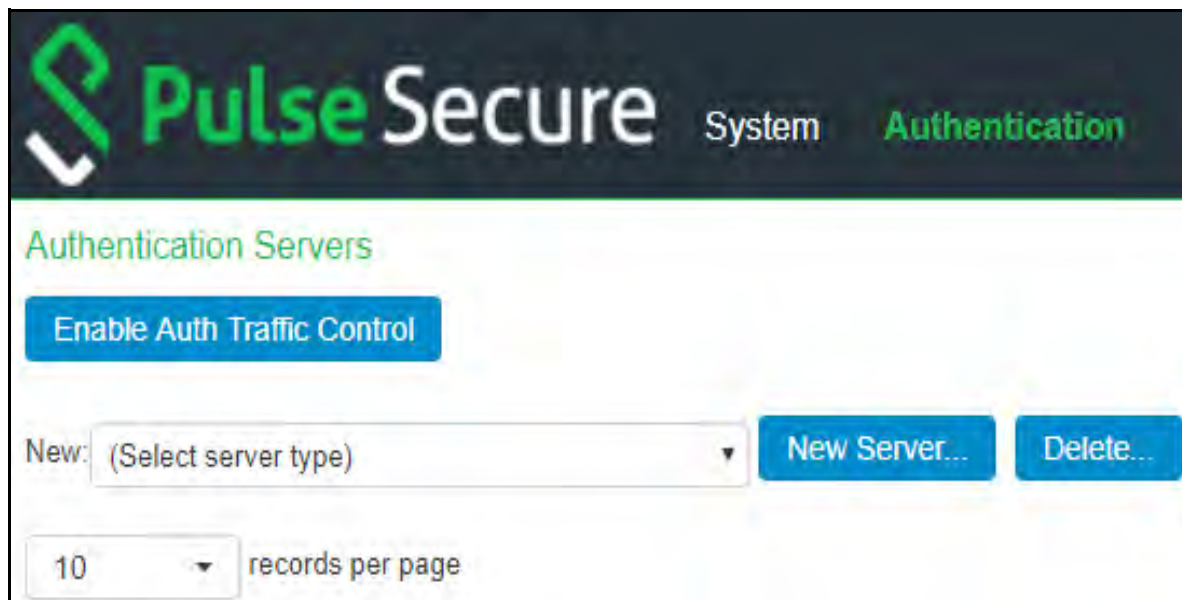 Pulse Secure System Authentication
Authentication Servers
Enable Auth Traffic Control
New: (Select server type) New Server... Delete...
10 records per page